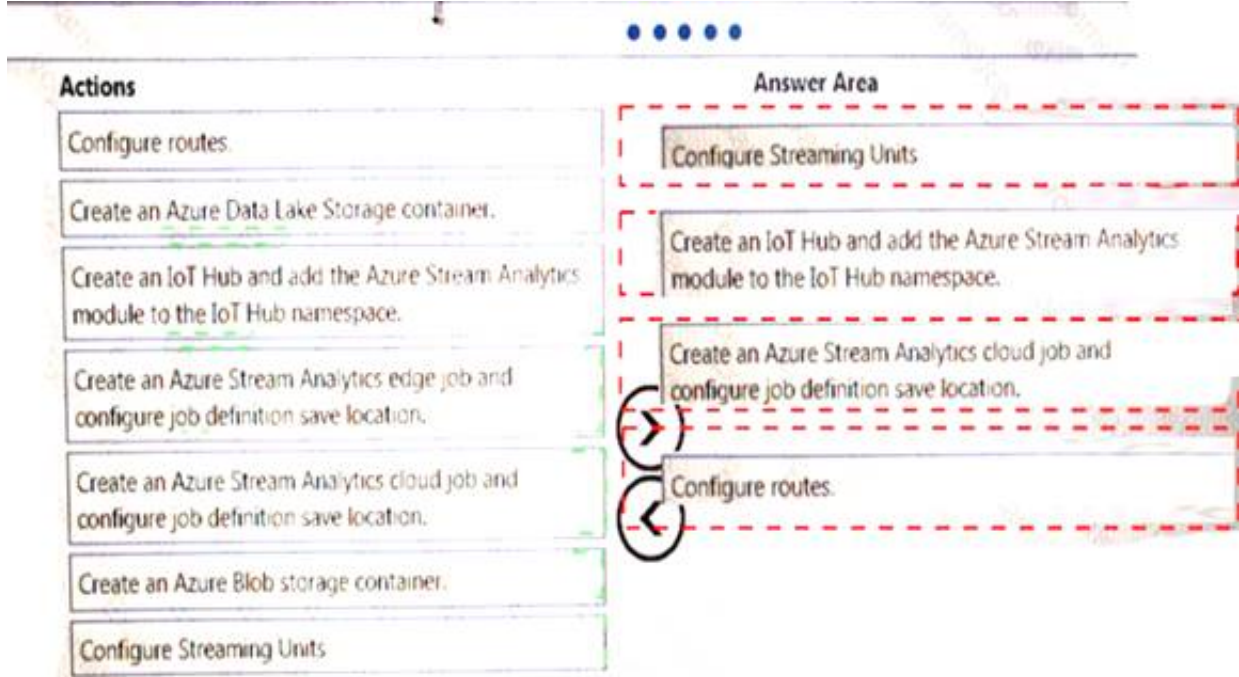 Actions
Configure routes.
Create an Azure Data Lake Storage container.
Create an IoT Hub and add the Azure Stream Analytics
module to the IoT Hub namespace.
Create an Azure Stream Analytics edge job and
configure job definition save location.
Create an Azure Stream Analytics cloud job and
configure job definition save location.
Create an Azure Blob storage container.
Configure Streaming Units
Answer Area
Configure Streaming Units
Create an IoT Hub and add the Azure Stream Analytics
module to the IoT Hub namespace.
Create an Azure Stream Analytics cloud job and
configure job definition save location.
Configure routes.